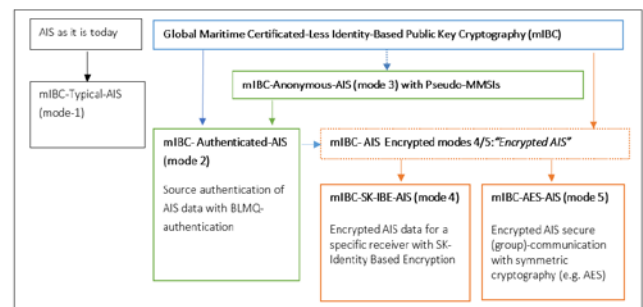 AIS as it is today
Global Maritime Certificated-Less Identity-Based Public Key Cryptography (mIBC)
mIBC-Anonymous-AIS (mode 3) with Pseudo-MMSIs
mIBC-Typical-AIS
(mode-1)
mIBC- Authenticated-AIS
(mode 2)
Source authentication of
AIS data with BLMQ-
authentication
mIBC- AIS Encrypted modes 4/5:"Encrypted AIS"
mIBC-SK-IBE-AIS (mode 4)
Encrypted AIS data for a
specific receiver with SK-
Identity Based Encryption
mIBC-AES-AIS (mode 5)
Encrypted AIS secure
(group)-communication
with symmetric
cryptography (e.g. AES)